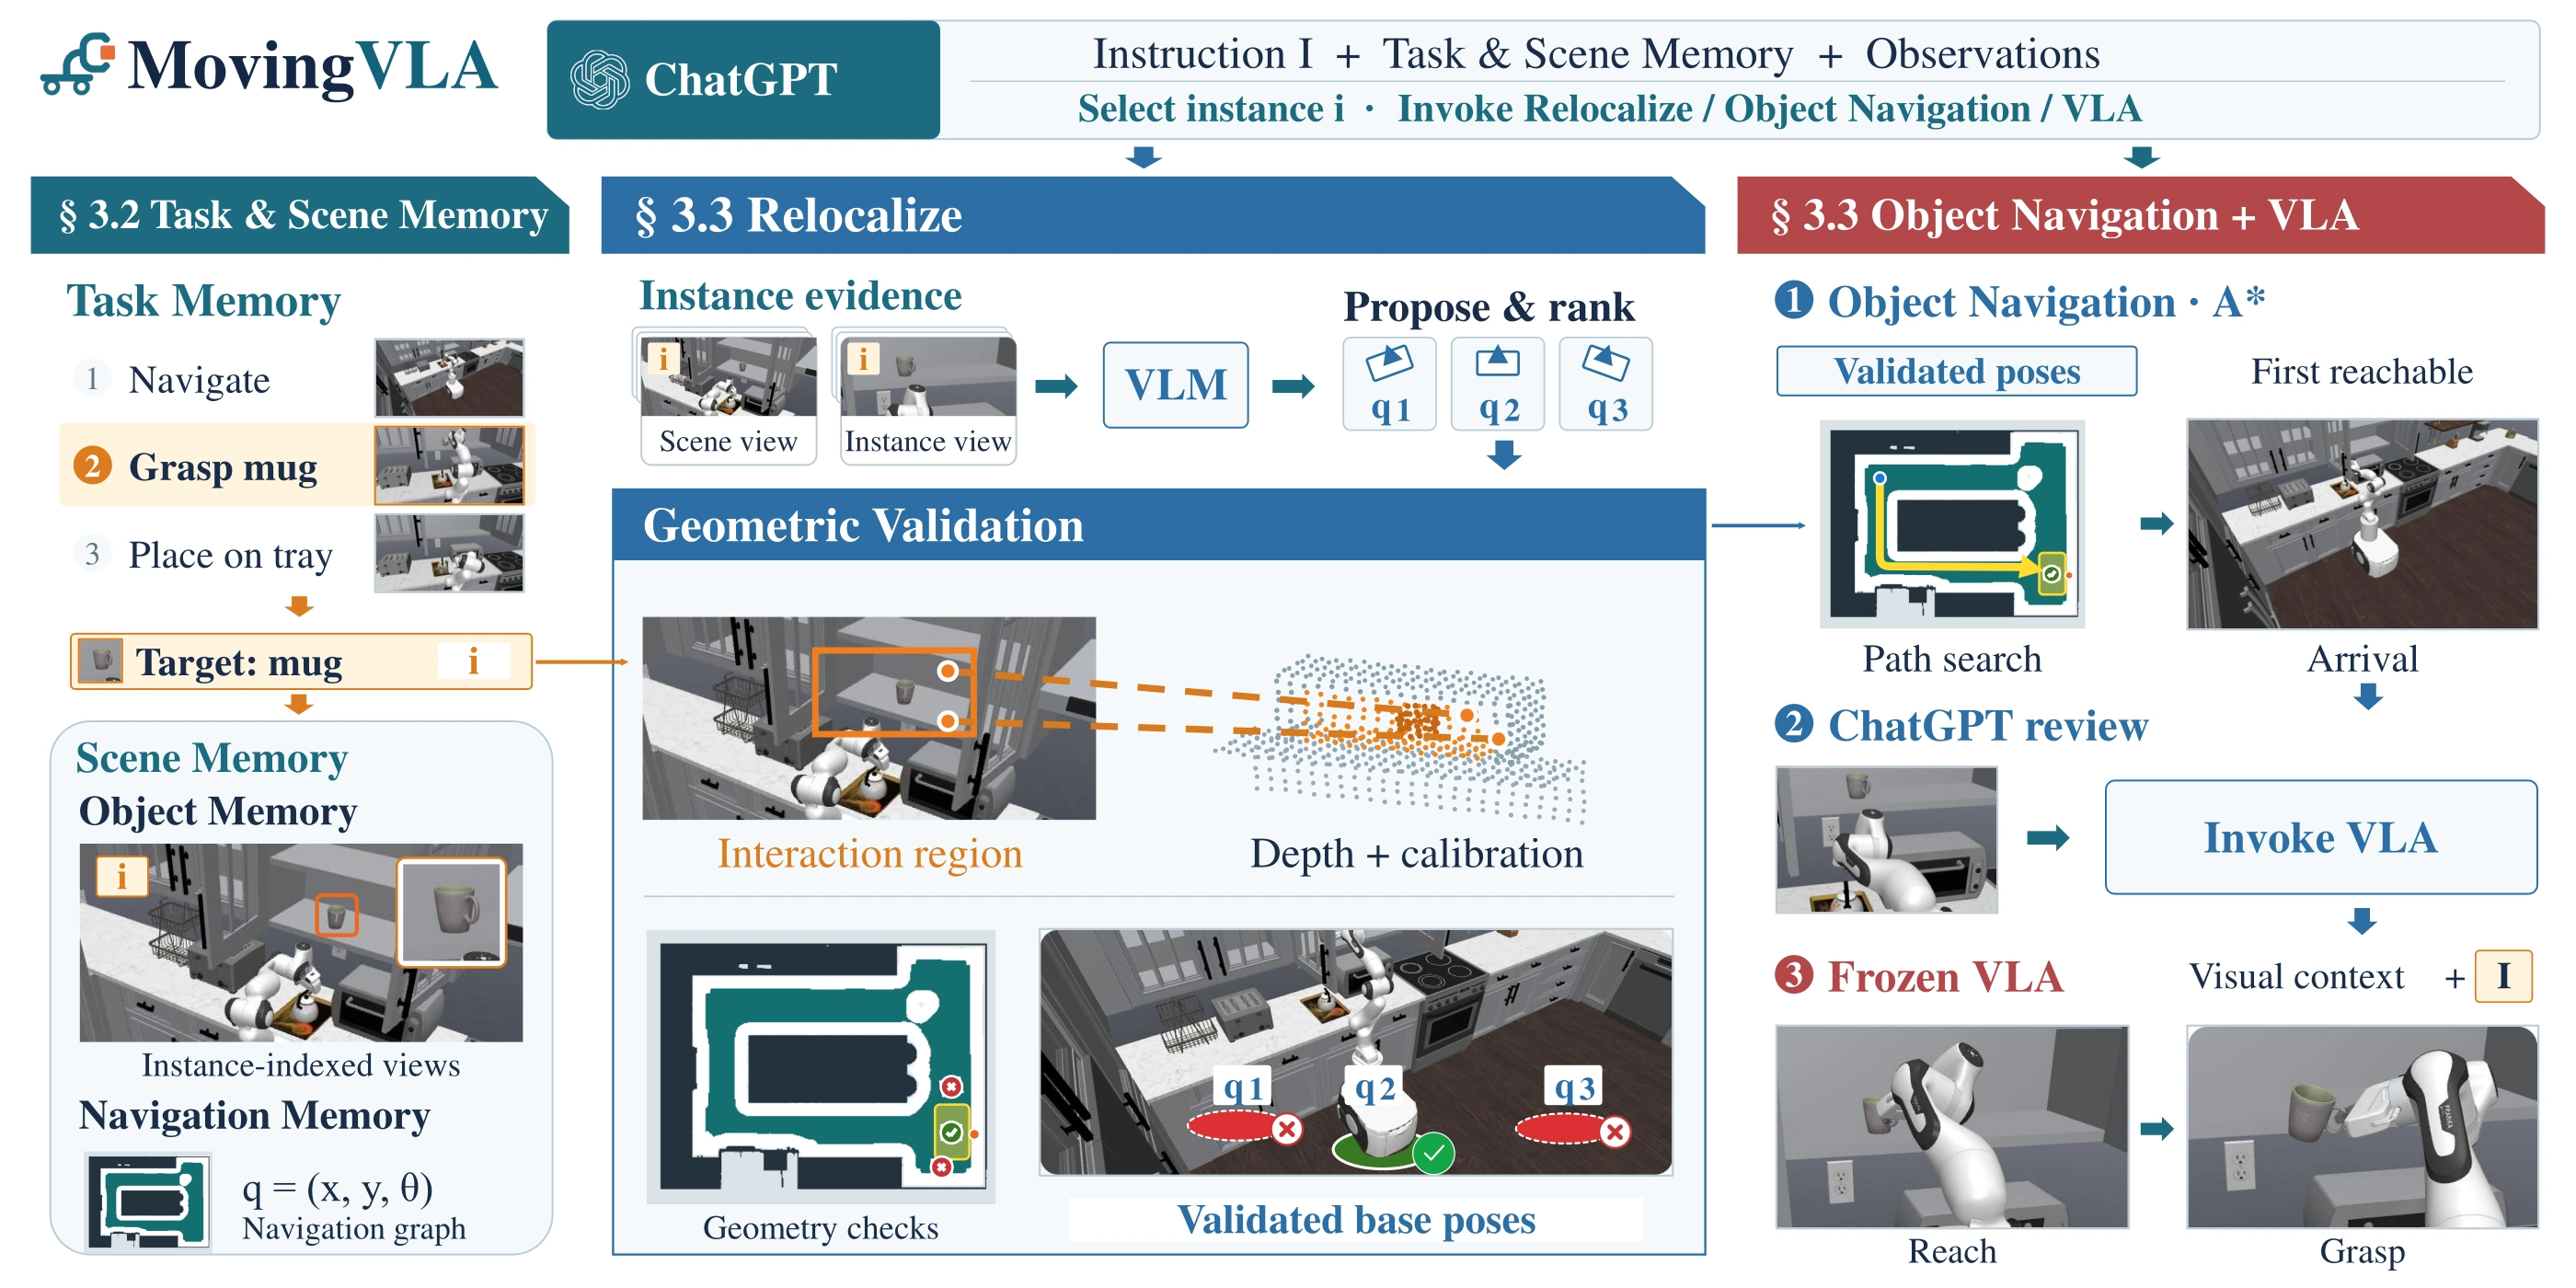 MovingVLA
ChatGPT
Instruction I + Task & Scene Memory + Observations
Select instance i · Invoke Relocalize / Object Navigation / VLA
§ 3.2 Task & Scene Memory
Task Memory
1 Navigate
2 Grasp mug
3 Place on tray
Target: mug i
Scene Memory
Object Memory
i
Instance-indexed views
Navigation Memory
q = (x, y, θ)
Navigation graph
§ 3.3 Relocalize
Instance evidence
i
Scene view
i
Instance view
VLM
Propose & rank
q1
q2
q3
Geometric Validation
Interaction region
Depth + calibration
Geometry checks
q1
q2
q3
Validated base poses
§ 3.3 Object Navigation + VLA
1 Object Navigation · A*
Validated poses
First reachable
Path search
Arrival
2 ChatGPT review
Invoke VLA
3 Frozen VLA
Visual context + I
Reach
Grasp